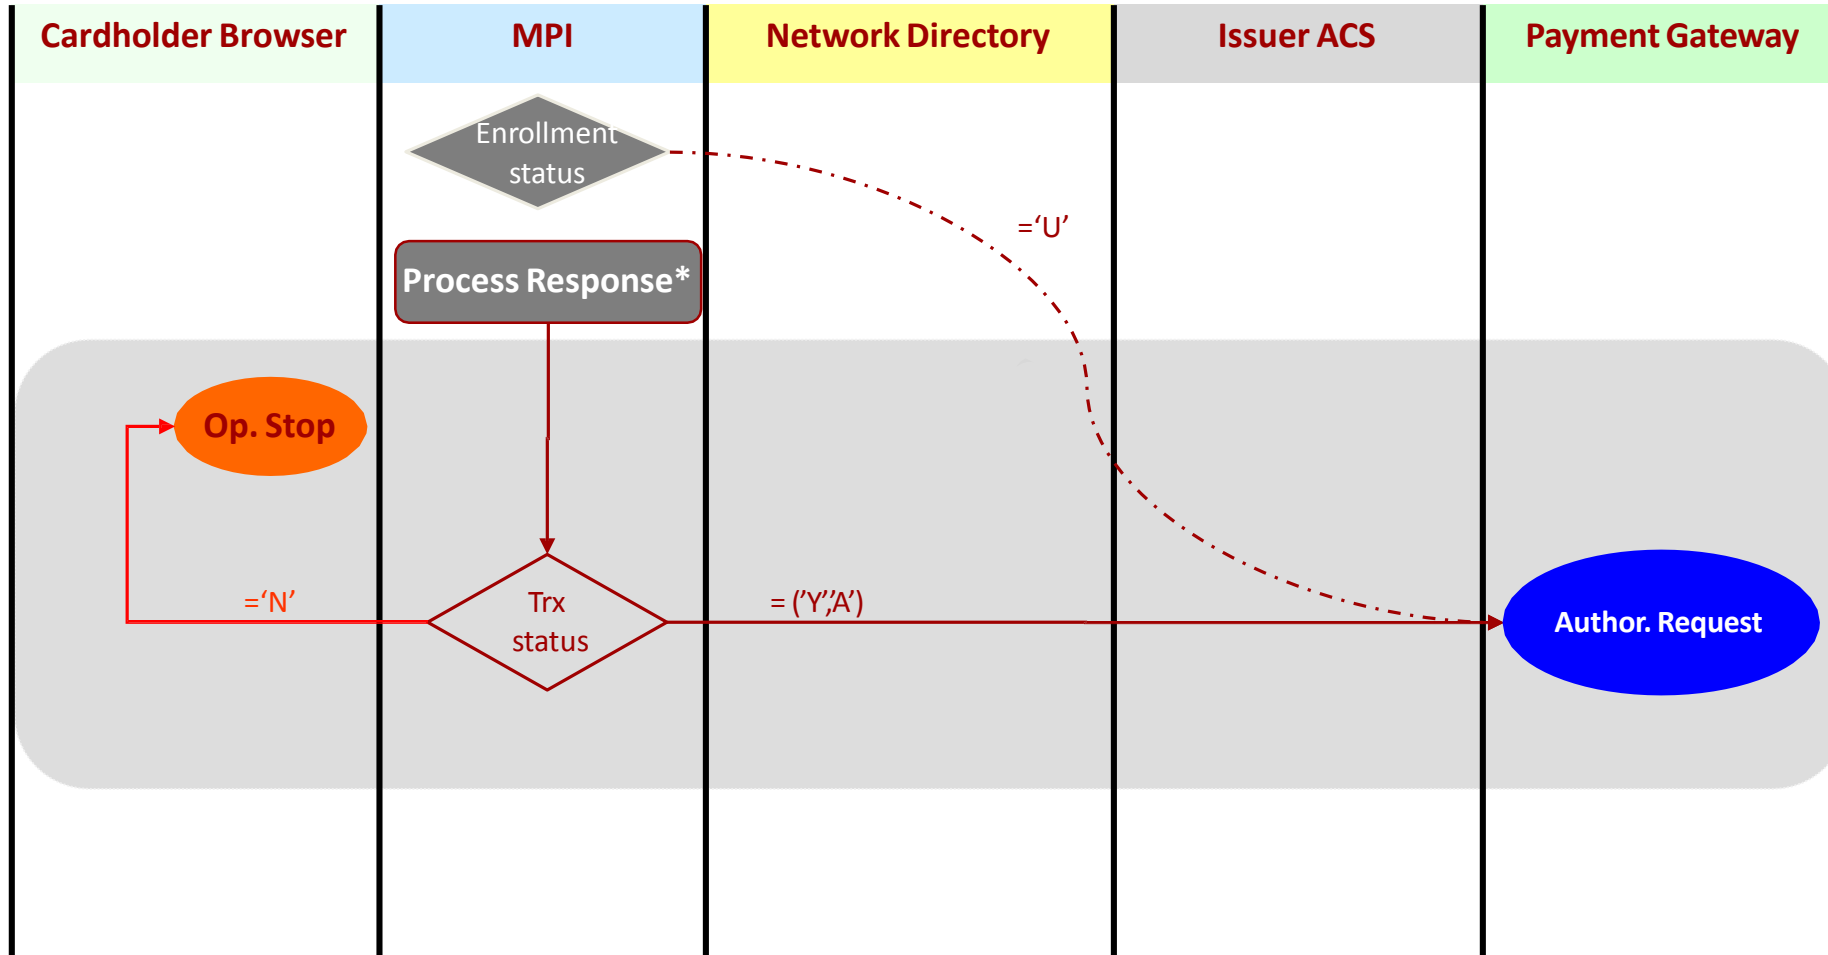 Cardholder Browser
MPI
Network Directory
Issuer ACS
Payment Gateway
Enrollment
status
=‘U’
Process Response*
Op. Stop
=‘N’
Trx
status
= (’Y’,’A’)
Author. Request